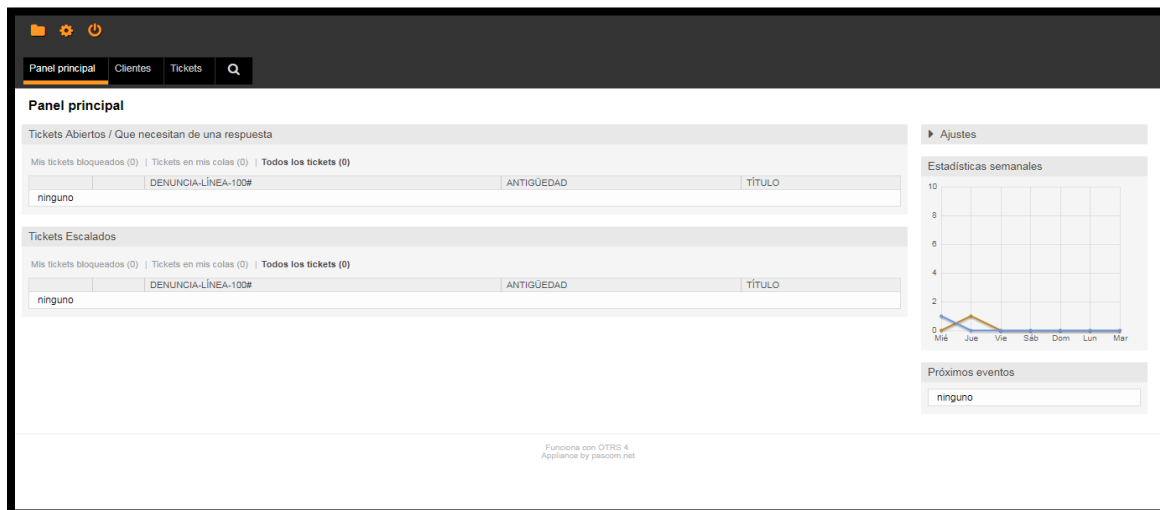 Panel principal Clientes Tickets
Panel principal
Tickets Abiertos / Que necesitan de una respuesta
Mis tickets bloqueados (0) | Tickets en mis colas (0) | Todos los tickets (0)
DENUNCIA-LÍNEA-100# ANTIGÜEDAD TÍTULO
ninguno
Tickets Escalados
Mis tickets bloqueados (0) | Tickets en mis colas (0) | Todos los tickets (0)
DENUNCIA-LÍNEA-100# ANTIGÜEDAD TÍTULO
ninguno
Ajustes
Estadísticas semanales
10
8
6
4
2
0
Mié Jue Vie Sáb Dom Lun Mar
Próximos eventos
ninguno
Funciona con OTRS 4
Appliance by pascom.net